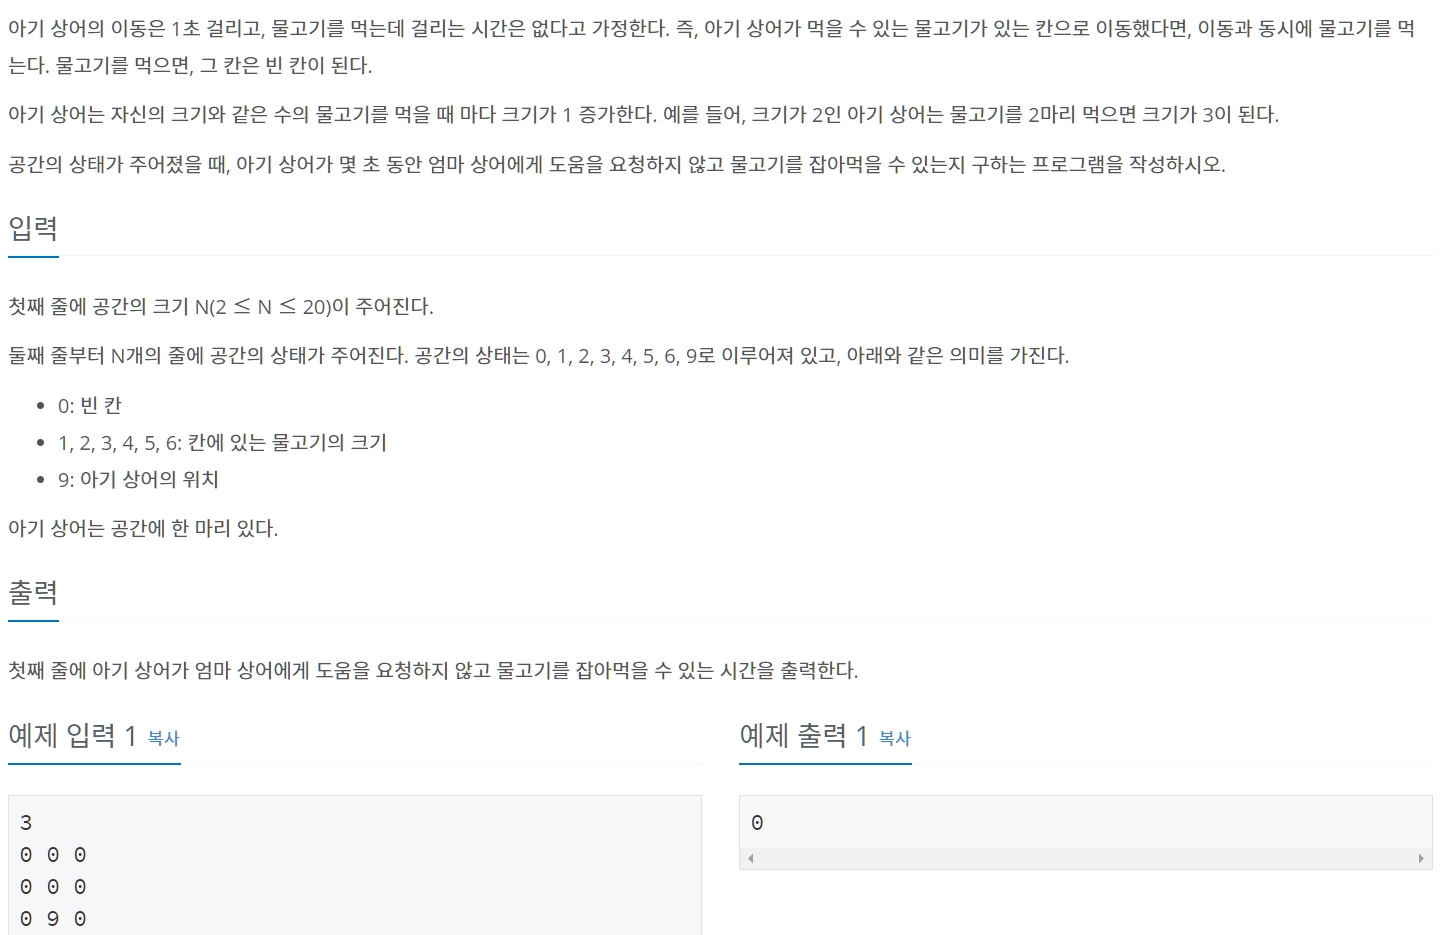 아기 상어의 이동은 1초 걸리고, 물고기를 먹는데 걸리는 시간은 없다고 가정한다. 즉, 아기 상어가 먹을 수 있는 물고기가 있는 칸으로 이동했다면, 이동과 동시에 물고기를 먹
는다. 물고기를 먹으면, 그 칸은 빈 칸이 된다.
아기 상어는 자신의 크기와 같은 수의 물고기를 먹을 때 마다 크기가 1 증가한다. 예를 들어, 크기가 2인 아기 상어는 물고기를 2마리 먹으면 크기가 3이 된다.
공간의 상태가 주어졌을 때, 아기 상어가 몇 초 동안 엄마 상어에게 도움을 요청하지 않고 물고기를 잡아먹을 수 있는지 구하는 프로그램을 작성하시오.
입력
첫째 줄에 공간의 크기 N(2 ≤ N ≤ 20)이 주어진다.
둘째 줄부터 N개의 줄에 공간의 상태가 주어진다. 공간의 상태는 0, 1, 2, 3, 4, 5, 6, 9로 이루어져 있고, 아래와 같은 의미를 가진다.
• 0: 빈 칸
• 1, 2, 3, 4, 5, 6: 칸에 있는 물고기의 크기
• 9: 아기 상어의 위치
아기 상어는 공간에 한 마리 있다.
출력
첫째 줄에 아기 상어가 엄마 상어에게 도움을 요청하지 않고 물고기를 잡아먹을 수 있는 시간을 출력한다.
예제 입력 1 복사
3
0 0 0
0 0 0
0 9 0
예제 출력 1 복사
0